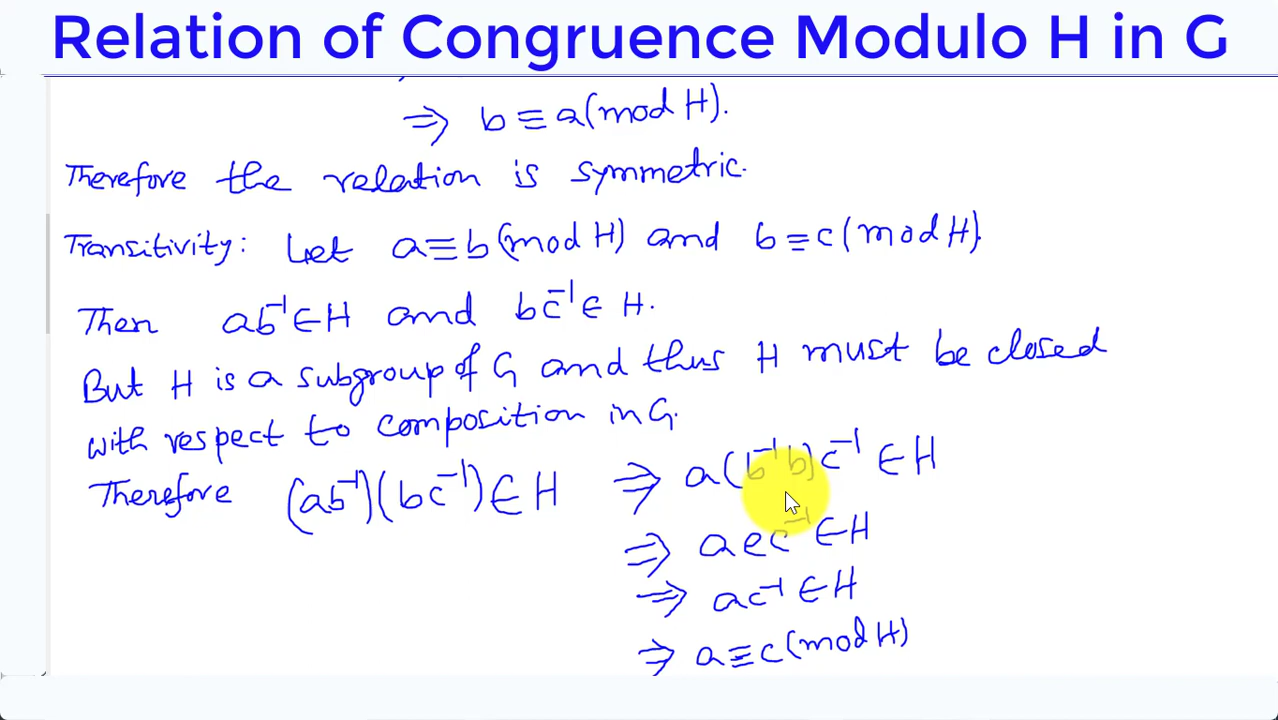 Relation of Congruence Modulo H in G
⇒ b ≡ a (mod H).
Therefore the relation is symmetric.
Transitivity: Let a ≡ b (mod H) and b ≡ c (mod H).
Then ab⁻¹ ∈ H and bc⁻¹ ∈ H.
But H is a subgroup of G and thus H must be closed
with respect to composition in G.
Therefore (ab⁻¹)(bc⁻¹) ∈ H ⇒ a(b⁻¹b)c⁻¹ ∈ H
⇒ aec⁻¹ ∈ H
⇒ ac⁻¹ ∈ H
⇒ a ≡ c (mod H)